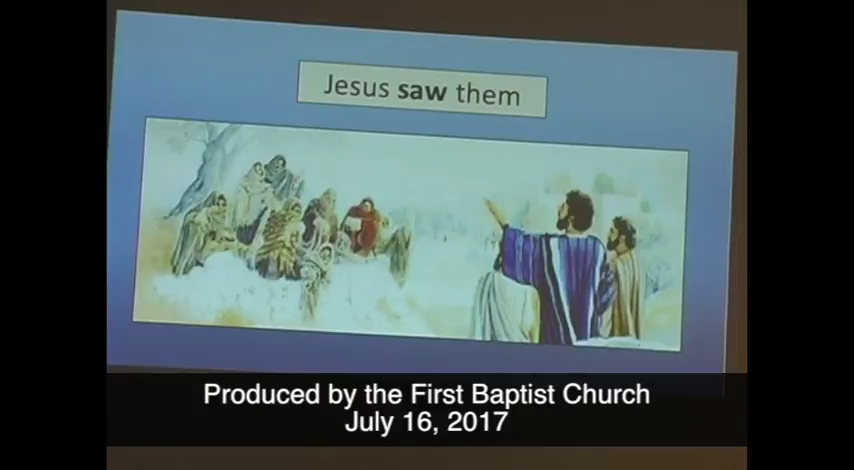 Jesus saw them
Produced by the First Baptist Church
July 16, 2017